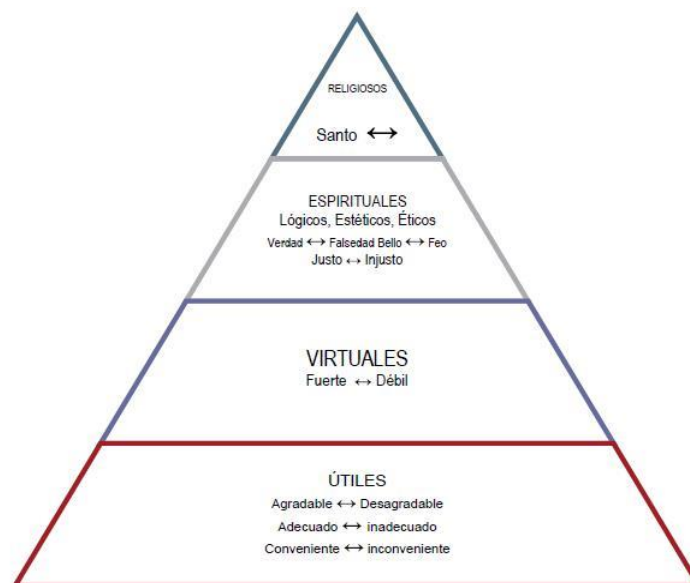 RELIGIOSOS
Santo ↔
ESPIRITUALES
Lógicos, Estéticos, Éticos
Verdad ↔ Falsedad Bello ↔ Feo
Justo ↔ Injusto
VIRTUALES
Fuerte ↔ Débil
ÚTILES
Agradable ↔ Desagradable
Adecuado ↔ inadecuado
Conveniente ↔ inconveniente